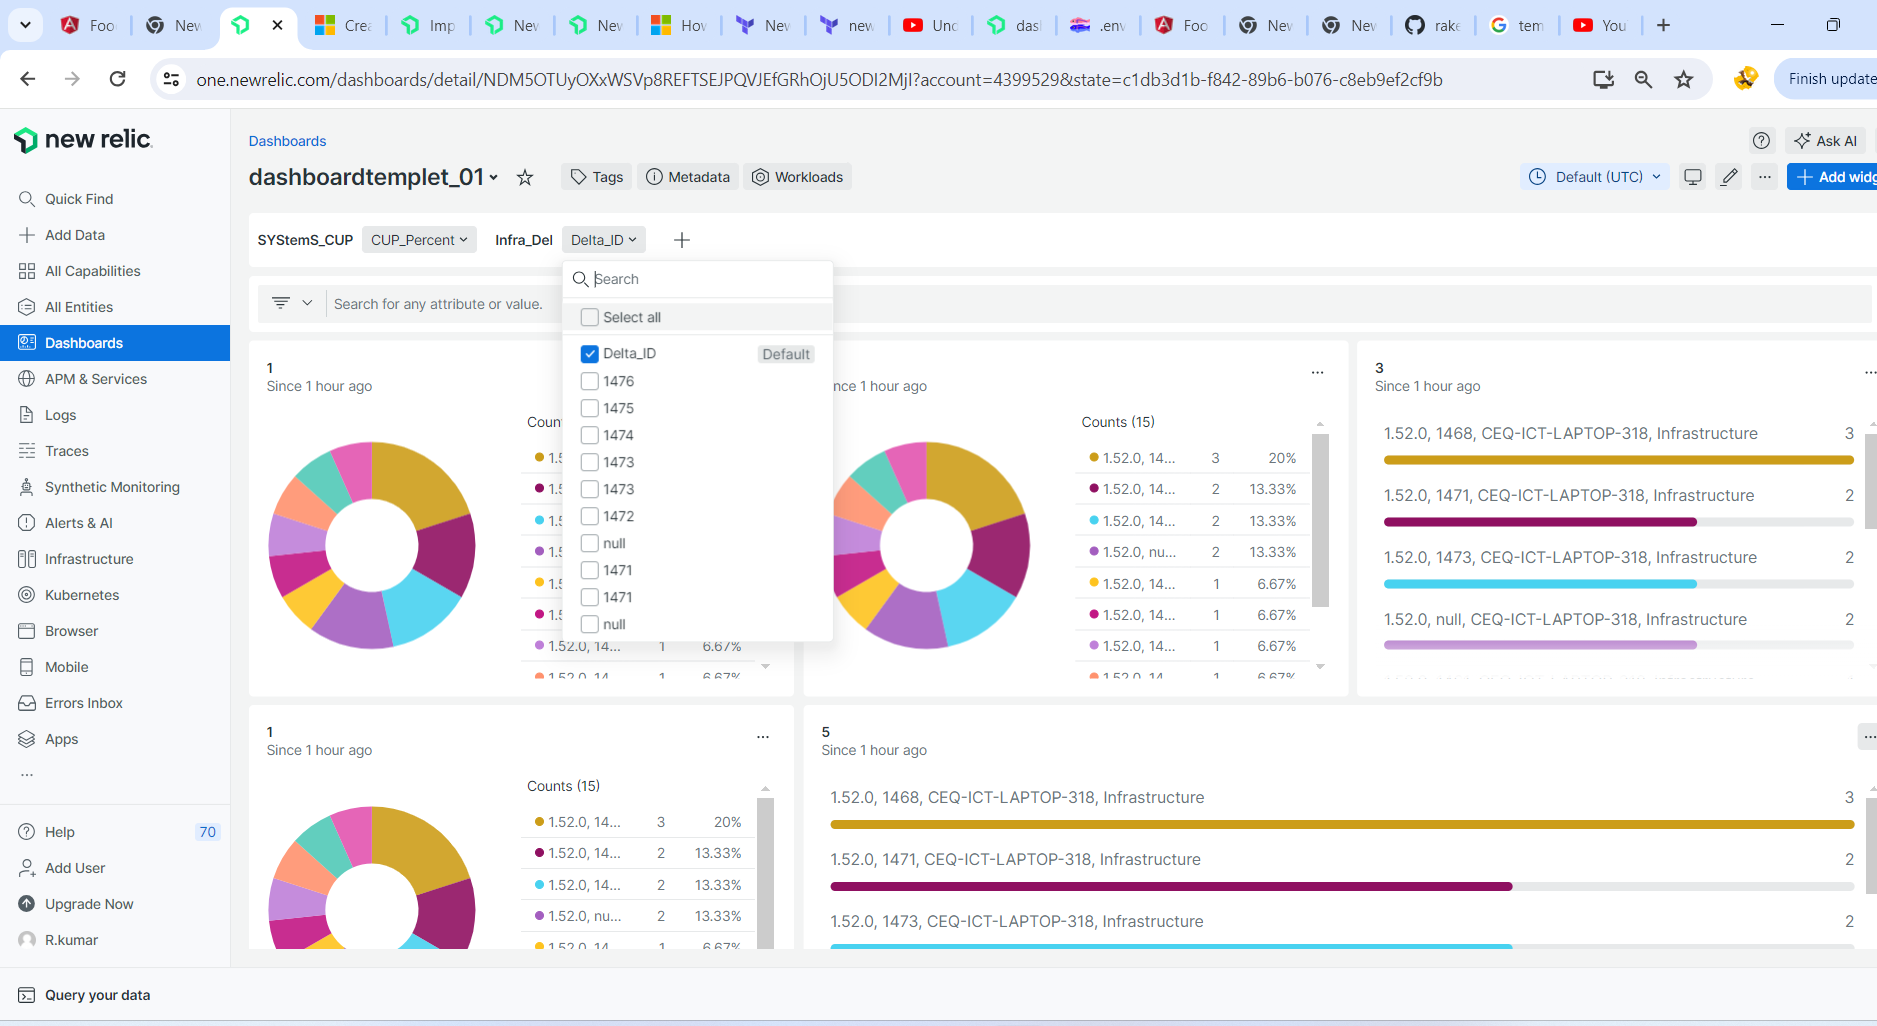 Foo
New
Crea
Imp
New
New
How
New
new
Und
das
.env
Foo
New
New
rake
tem
You
one.newrelic.com/dashboards/detail/NDM5OTUyOXxWSVp8REFTSEJPQVJEfGRhOjU5ODI2MjI?account=4399529&state=c1db3d1b-f842-89b6-b076-c8eb9ef2cf9b
Finish update
new relic
Quick Find
Add Data
All Capabilities
All Entities
Dashboards
APM & Services
Logs
Traces
Synthetic Monitoring
Alerts & AI
Infrastructure
Kubernetes
Browser
Mobile
Errors Inbox
Apps
...
Help 70
Add User
Upgrade Now
R.kumar
Query your data
Dashboards
Ask AI
dashboardtemplet_01
Tags
Metadata
Workloads
Default (UTC)
...
Add widg
SYStemS_CUP CUP_Percent
Infra_Del Delta_ID
Search for any attribute or value.
Search
Select all
Delta_ID Default
1476
1475
1474
1473
1473
1472
null
1471
1471
null
1
Since 1 hour ago
Coun
1.5
1.5
1.5
1.5
1.5
1.5
1.52.0, 14... 1 6.67%
1.52.0, 14 1 6.67%
nce 1 hour ago
...
Counts (15)
1.52.0, 14... 3 20%
1.52.0, 14... 2 13.33%
1.52.0, 14... 2 13.33%
1.52.0, nu... 2 13.33%
1.52.0, 14... 1 6.67%
1.52.0, 14... 1 6.67%
1.52.0, 14... 1 6.67%
1.52.0, 14 1 6.67%
3
Since 1 hour ago
...
1.52.0, 1468, CEQ-ICT-LAPTOP-318, Infrastructure 3
1.52.0, 1471, CEQ-ICT-LAPTOP-318, Infrastructure 2
1.52.0, 1473, CEQ-ICT-LAPTOP-318, Infrastructure 2
1.52.0, null, CEQ-ICT-LAPTOP-318, Infrastructure 2
1
Since 1 hour ago
...
Counts (15)
1.52.0, 14... 3 20%
1.52.0, 14... 2 13.33%
1.52.0, 14... 2 13.33%
1.52.0, nu... 2 13.33%
1.52.0, 14 1 6.67%
5
Since 1 hour ago
...
1.52.0, 1468, CEQ-ICT-LAPTOP-318, Infrastructure 3
1.52.0, 1471, CEQ-ICT-LAPTOP-318, Infrastructure 2
1.52.0, 1473, CEQ-ICT-LAPTOP-318, Infrastructure 2